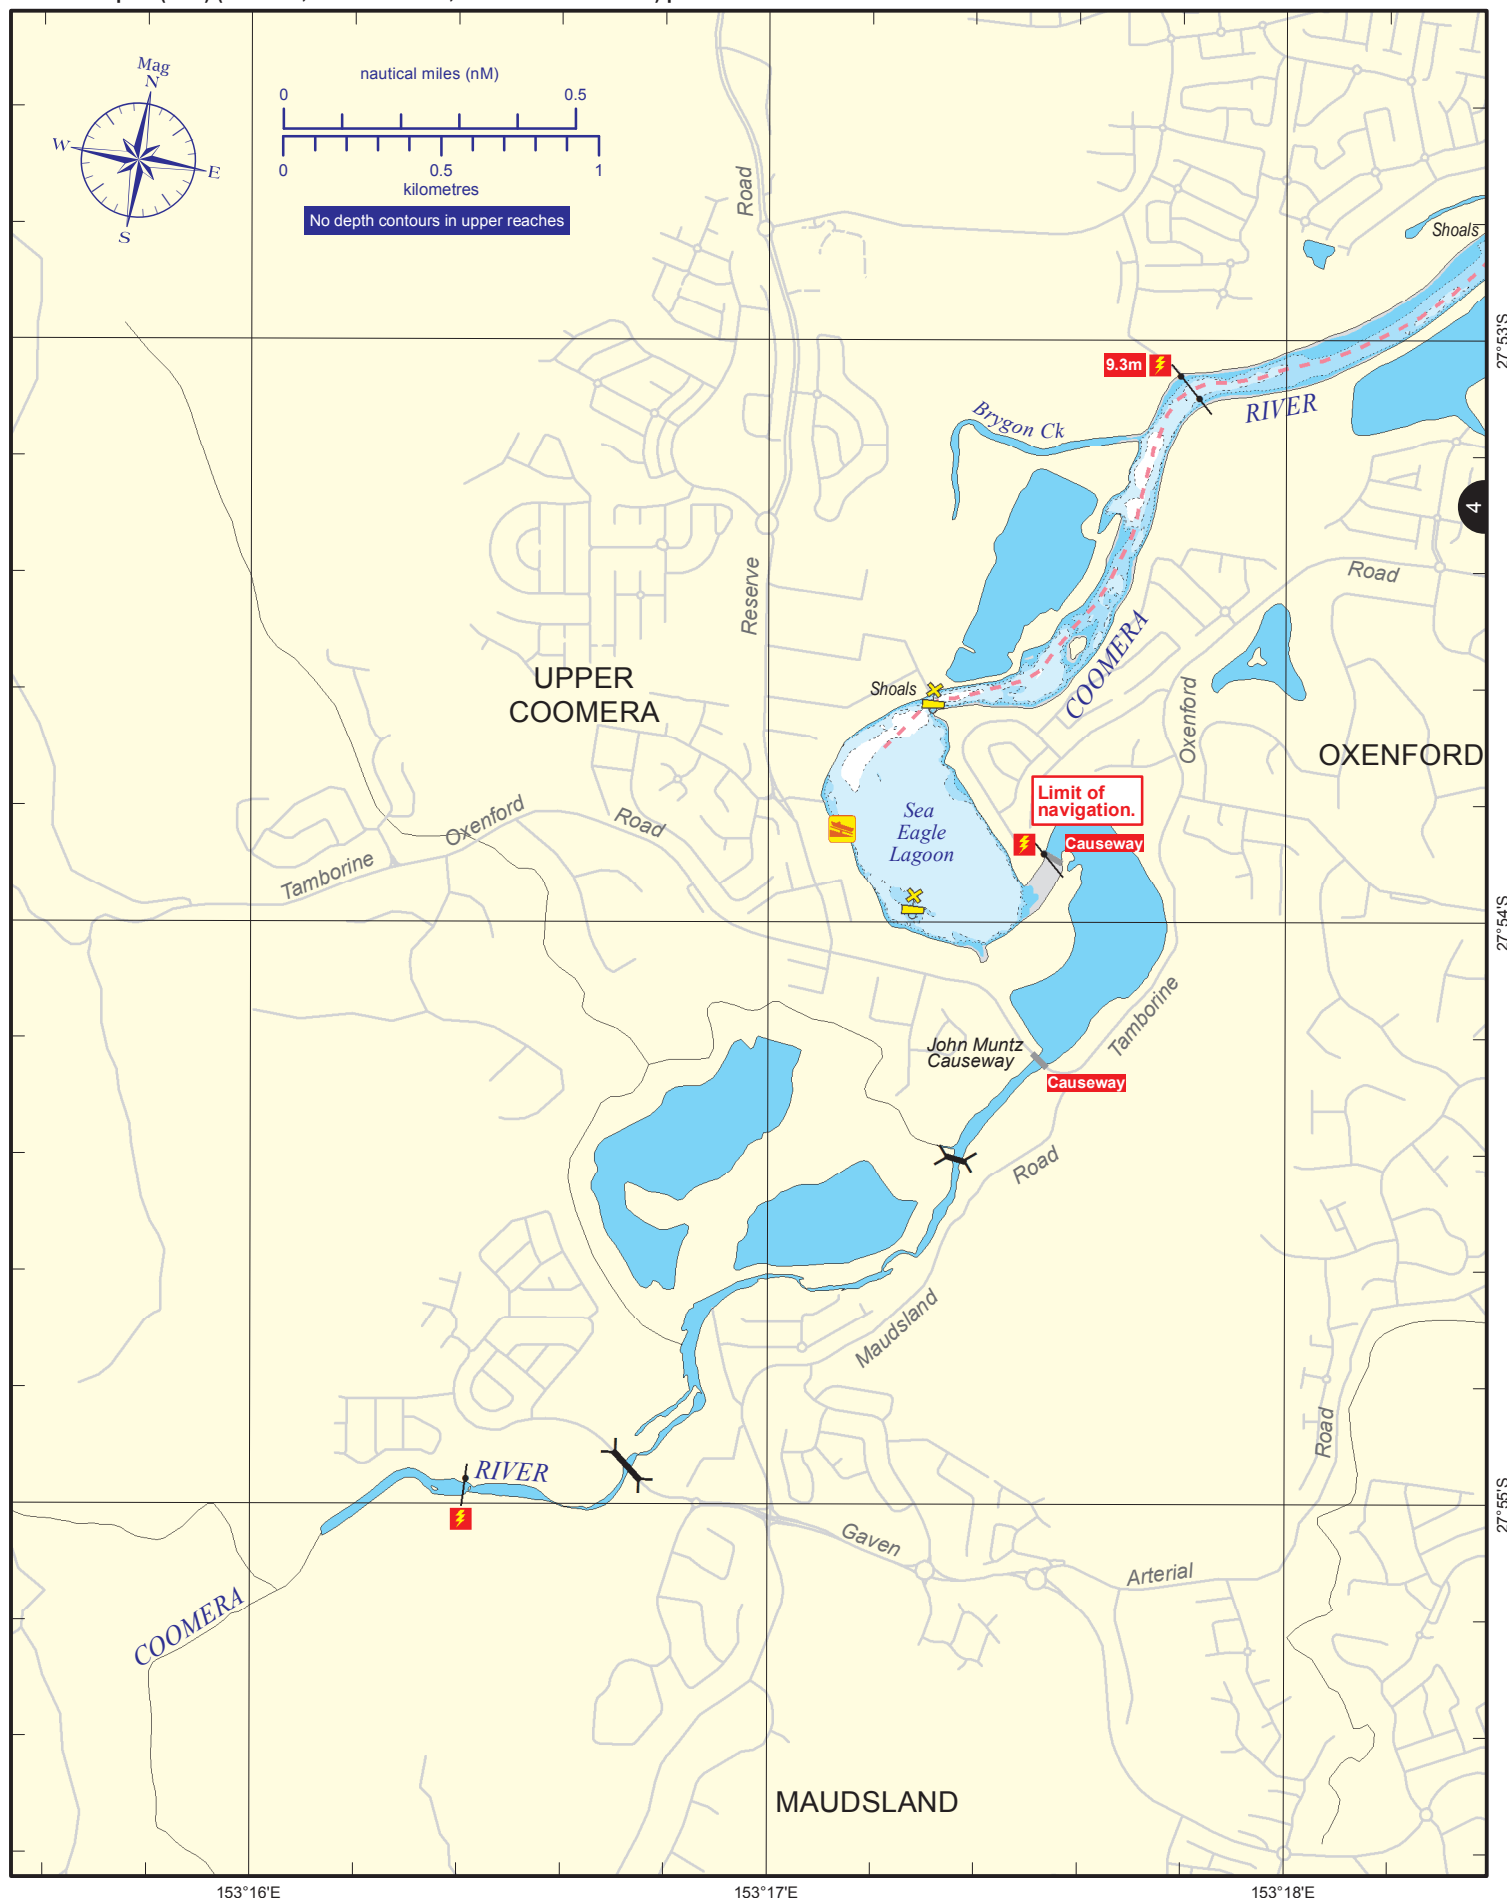 Mag
N
W
E
S
nautical miles (nM)
0
0.5
0
0.5
1
kilometres
No depth contours in upper reaches
Road
Shoals
27°53'S
9.3m
RIVER
Brygon Ck
4
Road
Reserve
COOMERA
UPPER
COOMERA
Shoals
Oxenford
OXENFORD
Limit of
navigation.
Causeway
Sea
Eagle
Lagoon
Oxenford
Road
Tamborine
27°54'S
Tamborine
John Muntz
Causeway
Causeway
Road
Maudsland
Road
RIVER
27°55'S
Gaven
Arterial
COOMERA
MAUDSLAND
153°16'E
153°17'E
153°18'E